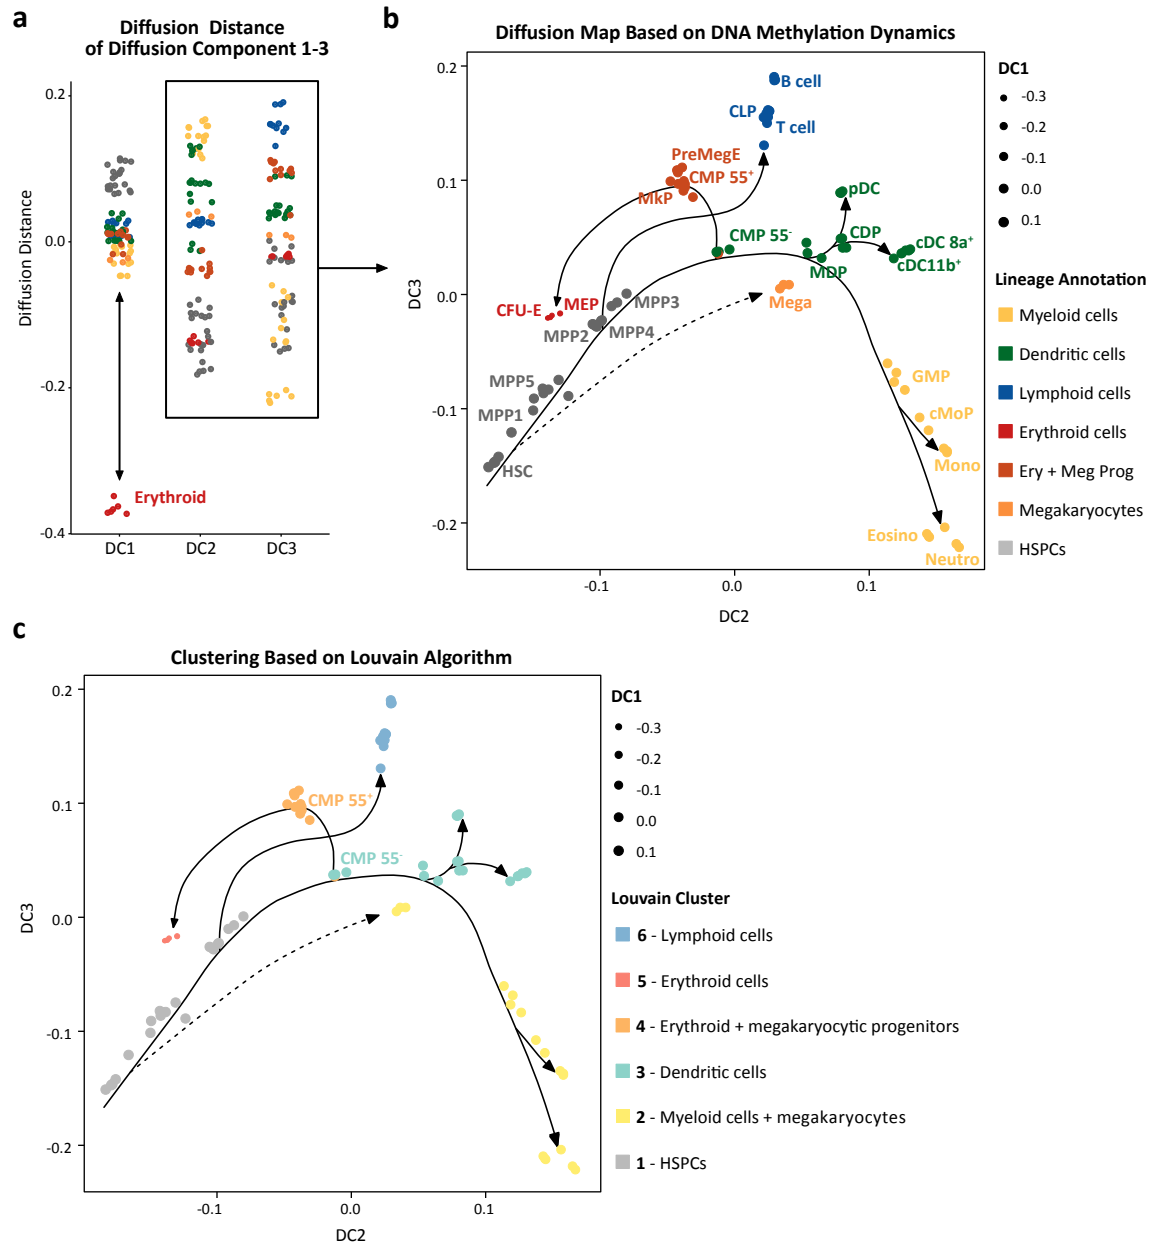 a
Diffusion Distance
of Diffusion Component 1-3
0.2
0.0
-0.2
-0.4
Diffusion Distance
Erythroid
DC1
DC2
DC3
b
Diffusion Map Based on DNA Methylation Dynamics
0.2
0.1
0.0
-0.1
-0.2
DC3
B cell
CLP
T cell
PreMegE
CMP 55+
MkP
pDC
CMP 55-
CDP
cDC 8a+
MDP
cDC11b+
CFU-E
MEP
MPP3
Mega
MPP2
MPP4
MPP5
MPP1
HSC
GMP
cMoP
Mono
Eosino
Neutro
-0.1
0.0
0.1
DC2
DC1
-0.3
-0.2
-0.1
0.0
0.1
Lineage Annotation
Myeloid cells
Dendritic cells
Lymphoid cells
Erythroid cells
Ery + Meg Prog
Megakaryocytes
HSPCs
c
Clustering Based on Louvain Algorithm
0.2
0.1
0.0
-0.1
-0.2
DC3
CMP 55+
CMP 55-
-0.1
0.0
0.1
DC2
DC1
-0.3
-0.2
-0.1
0.0
0.1
Louvain Cluster
6 - Lymphoid cells
5 - Erythroid cells
4 - Erythroid + megakaryocytic progenitors
3 - Dendritic cells
2 - Myeloid cells + megakaryocytes
1 - HSPCs